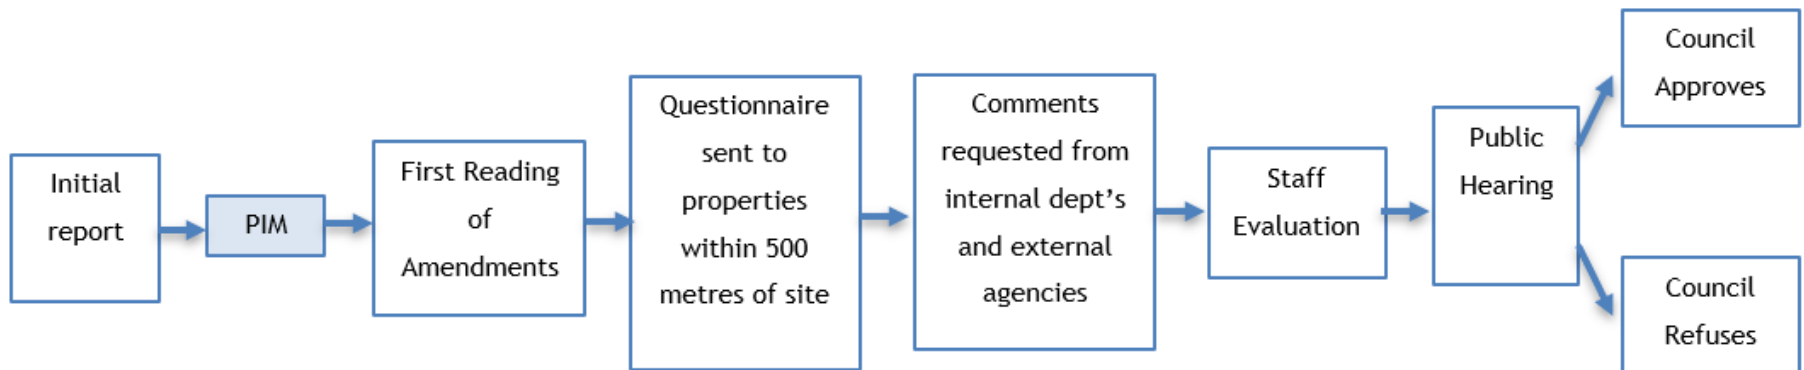 Initial
report
PIM
First Reading
of
Amendments
Questionnaire
sent to
properties
within 500
metres of site
Comments
requested from
internal dept’s
and external
agencies
Staff
Evaluation
Public
Hearing
Council
Approves
Council
Refuses